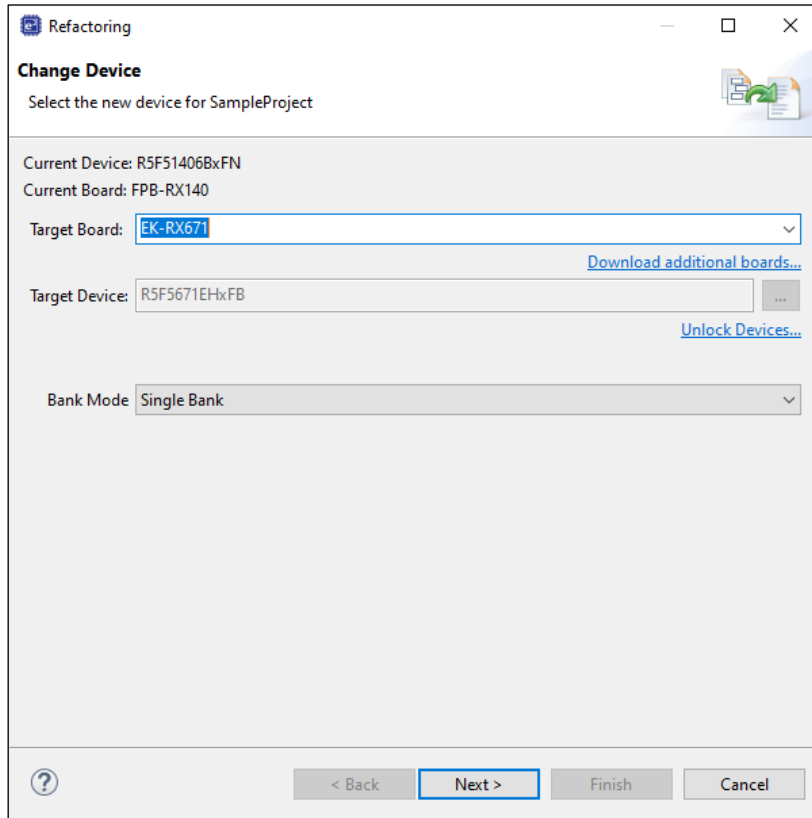 Refactoring
Change Device
Select the new device for SampleProject
Current Device: R5F51406BxFN
Current Board: FPB-RX140
Target Board: EK-RX671
Download additional boards...
Target Device: R5F5671EHxFB ...
Unlock Devices...
Bank Mode Single Bank
? < Back Next > Finish Cancel